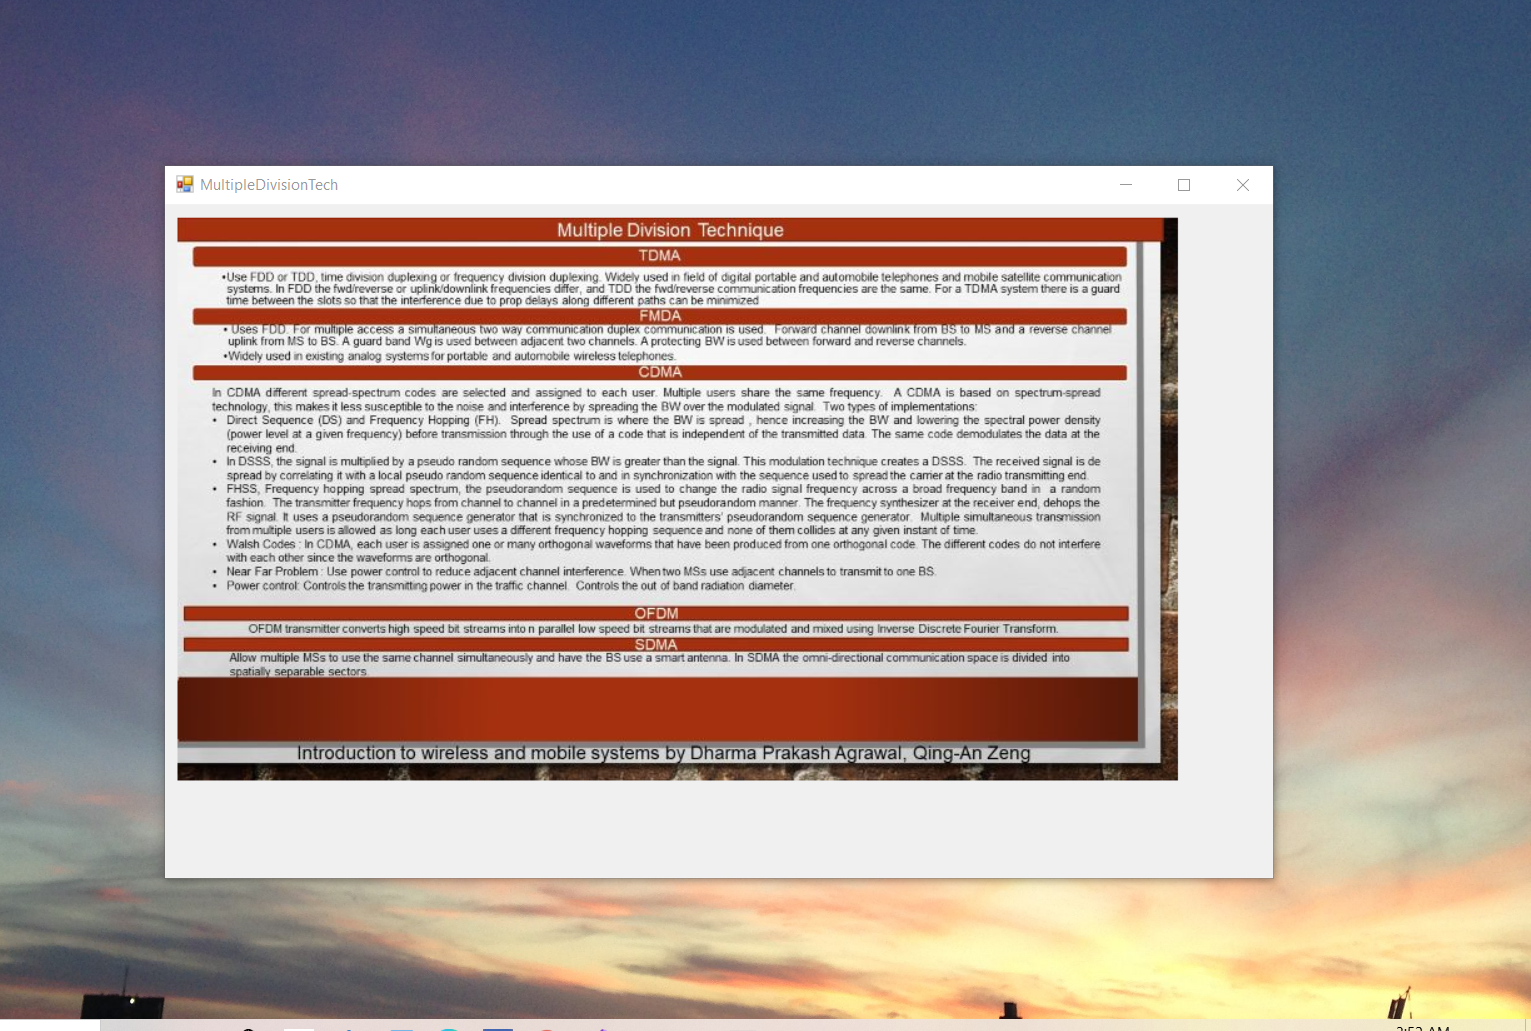 MultipleDivisionTech
Multiple Division Technique
TDMA
•Use FDD or TDD, time division duplexing or frequency division duplexing. Widely used in field of digital portable and automobile telephones and mobile satellite communication
systems. In FDD the fwd/reverse or uplink/downlink frequencies differ, and TDD the fwd/reverse communication frequencies are the same. For a TDMA system there is a guard
time between the slots so that the interference due to prop delays along different paths can be minimized
FMDA
• Uses FDD. For multiple access a simultaneous two way communication duplex communication is used. Forward channel downlink from BS to MS and a reverse channel
uplink from MS to BS. A guard band Wg is used between adjacent two channels. A protecting BW is used between forward and reverse channels.
•Widely used in existing analog systems for portable and automobile wireless telephones.
CDMA
In CDMA different spread-spectrum codes are selected and assigned to each user. Multiple users share the same frequency. A CDMA is based on spectrum-spread
technology, this makes it less susceptible to the noise and interference by spreading the BW over the modulated signal. Two types of implementations:
• Direct Sequence (DS) and Frequency Hopping (FH). Spread spectrum is where the BW is spread , hence increasing the BW and lowering the spectral power density
(power level at a given frequency) before transmission through the use of a code that is independent of the transmitted data. The same code demodulates the data at the
receiving end.
• In DSSS, the signal is multiplied by a pseudo random sequence whose BW is greater than the signal. This modulation technique creates a DSSS. The received signal is de
spread by correlating it with a local pseudo random sequence identical to and in synchronization with the sequence used to spread the carrier at the radio transmitting end.
• FHSS, Frequency hopping spread spectrum, the pseudorandom sequence is used to change the radio signal frequency across a broad frequency band in a random
fashion. The transmitter frequency hops from channel to channel in a predetermined but pseudorandom manner. The frequency synthesizer at the receiver end, dehops the
RF signal. It uses a pseudorandom sequence generator that is synchronized to the transmitters' pseudorandom sequence generator. Multiple simultaneous transmission
from multiple users is allowed as long each user uses a different frequency hopping sequence and none of them collides at any given instant of time.
• Walsh Codes : In CDMA, each user is assigned one or many orthogonal waveforms that have been produced from one orthogonal code. The different codes do not interfere
with each other since the waveforms are orthogonal.
• Near Far Problem : Use power control to reduce adjacent channel interference. When two MSs use adjacent channels to transmit to one BS.
• Power control: Controls the transmitting power in the traffic channel. Controls the out of band radiation diameter.
OFDM
OFDM transmitter converts high speed bit streams into n parallel low speed bit streams that are modulated and mixed using Inverse Discrete Fourier Transform.
SDMA
Allow multiple MSs to use the same channel simultaneously and have the BS use a smart antenna. In SDMA the omni-directional communication space is divided into
spatially separable sectors.
Introduction to wireless and mobile systems by Dharma Prakash Agrawal, Qing-An Zeng